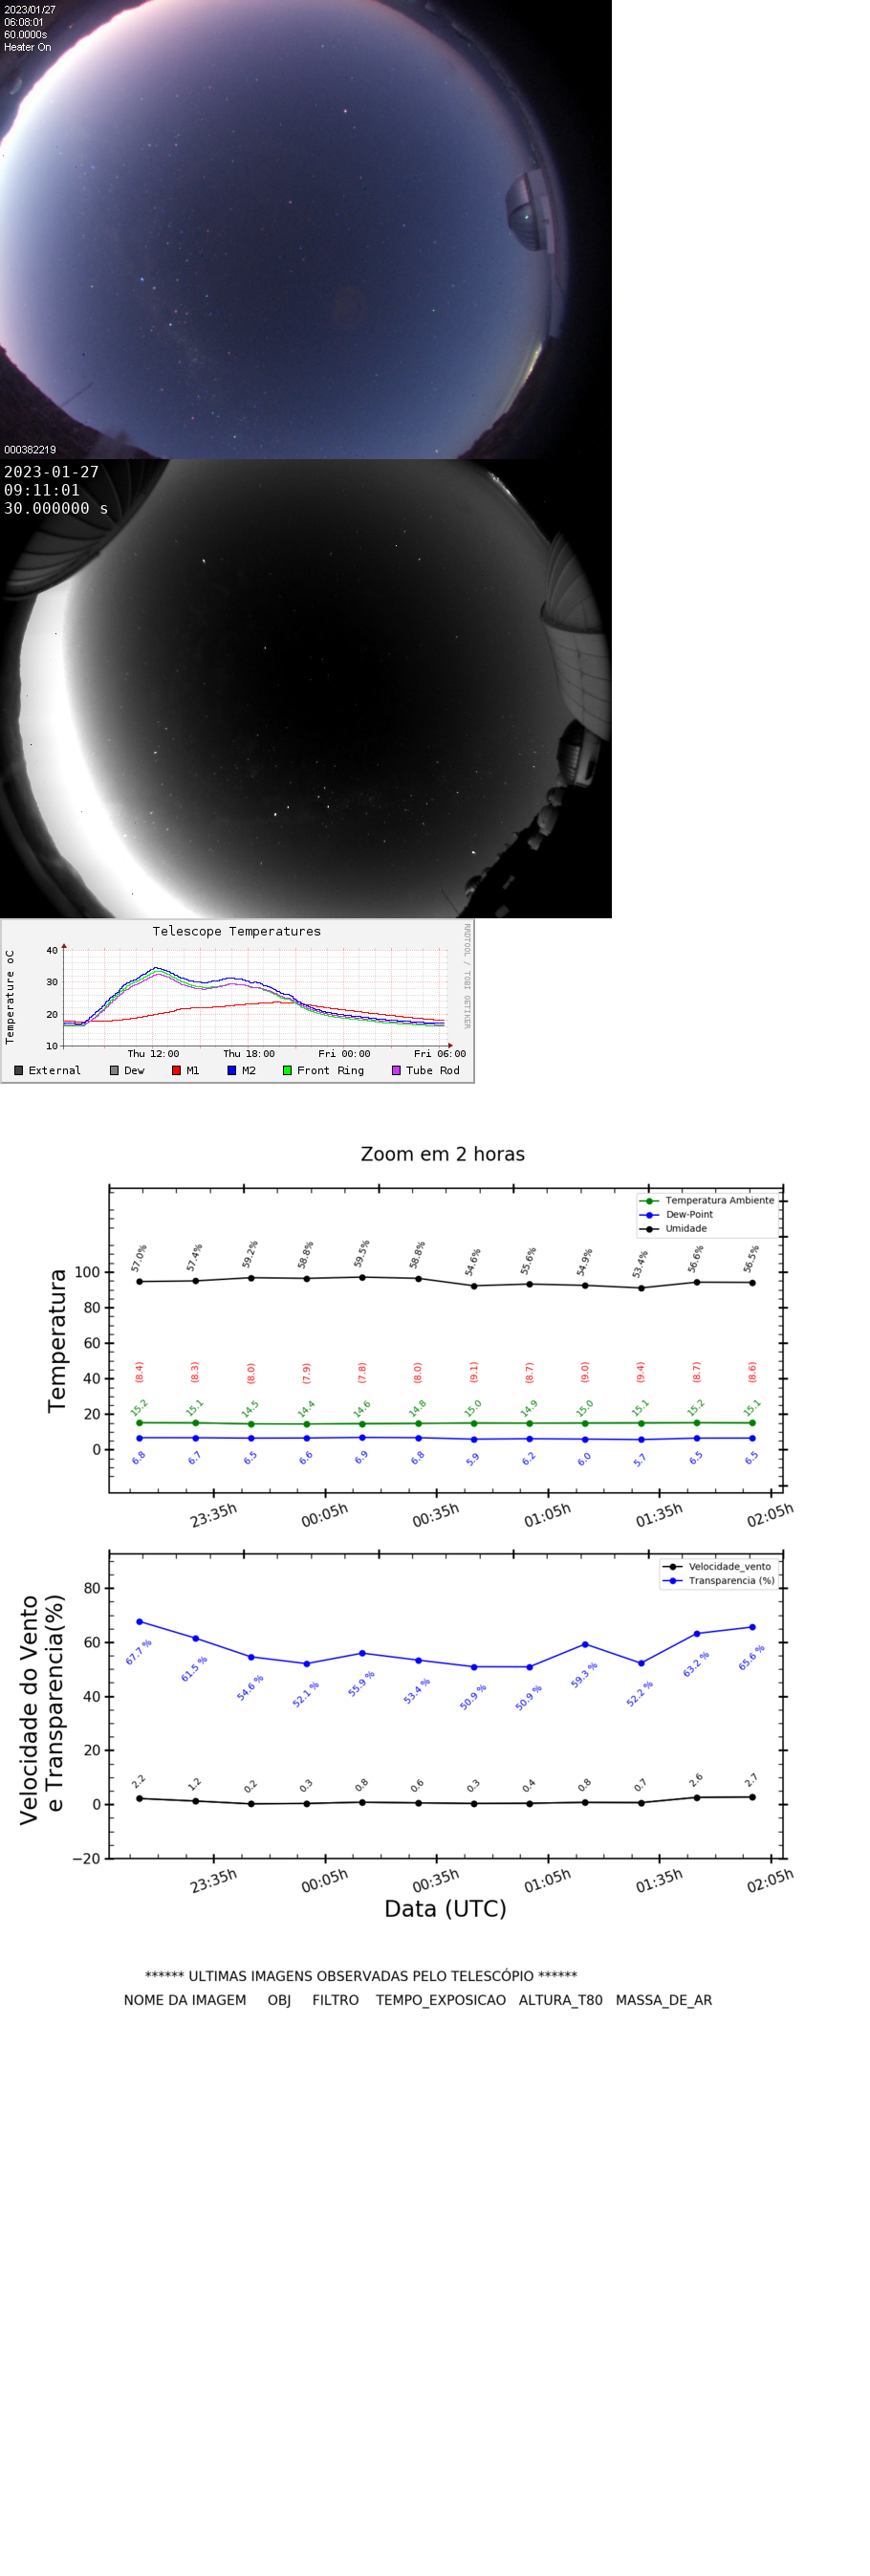 2023/01/27
06:08:01
60.0000s
Heater On
000382219
2023-01-27
09:11:01
30.000000 s
Telescope Temperatures
RRDTOOL / TOBI OETIKER
Temperature oC
40
30
20
10
Thu 12:00 Thu 18:00 Fri 00:00 Fri 06:00
External Dew M1 M2 Front Ring Tube Rod
Zoom em 2 horas
Temperatura Ambiente
Dew-Point
Umidade
Temperatura
100
80
60
40
20
0
57.0% 57.4% 59.2% 58.8% 59.5% 58.8% 54.6% 55.6% 54.9% 53.4% 56.6% 56.5%
(8.4) (8.3) (8.0) (7.9) (7.8) (8.0) (9.1) (8.7) (9.0) (9.4) (8.7) (8.6)
15.2 15.1 14.5 14.4 14.6 14.8 15.0 14.9 15.0 15.1 15.2 15.1
6.8 6.7 6.5 6.6 6.9 6.8 5.9 6.2 6.0 5.7 6.5 6.5
23:35h 00:05h 00:35h 01:05h 01:35h 02:05h
Velocidade_vento
Transparencia (%)
Velocidade do Vento
e Transparencia(%)
80
60
40
20
0
−20
67.7 % 61.5 % 54.6 % 52.1 % 55.9 % 53.4 % 50.9 % 50.9 % 59.3 % 52.2 % 63.2 % 65.6 %
2.2 1.2 0.2 0.3 0.8 0.6 0.3 0.4 0.8 0.7 2.6 2.7
23:35h 00:05h 00:35h 01:05h 01:35h 02:05h
Data (UTC)
****** ULTIMAS IMAGENS OBSERVADAS PELO TELESCÓPIO ******
NOME DA IMAGEM OBJ FILTRO TEMPO_EXPOSICAO ALTURA_T80 MASSA_DE_AR